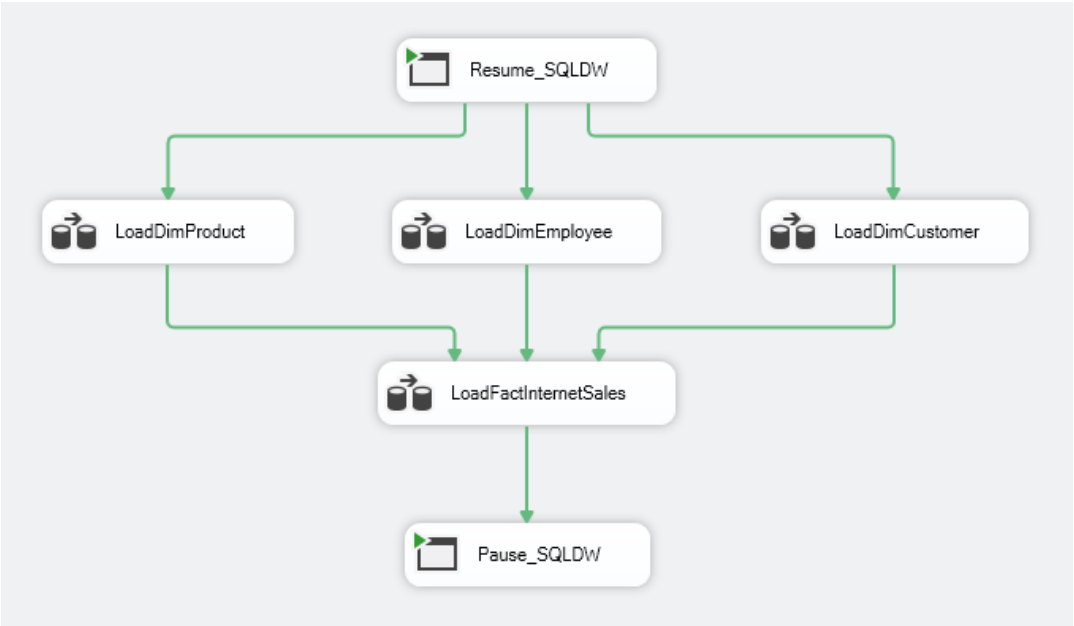 Resume_SQLDW
LoadDimProduct
LoadDimEmployee
LoadDimCustomer
LoadFactInternetSales
Pause_SQLDW